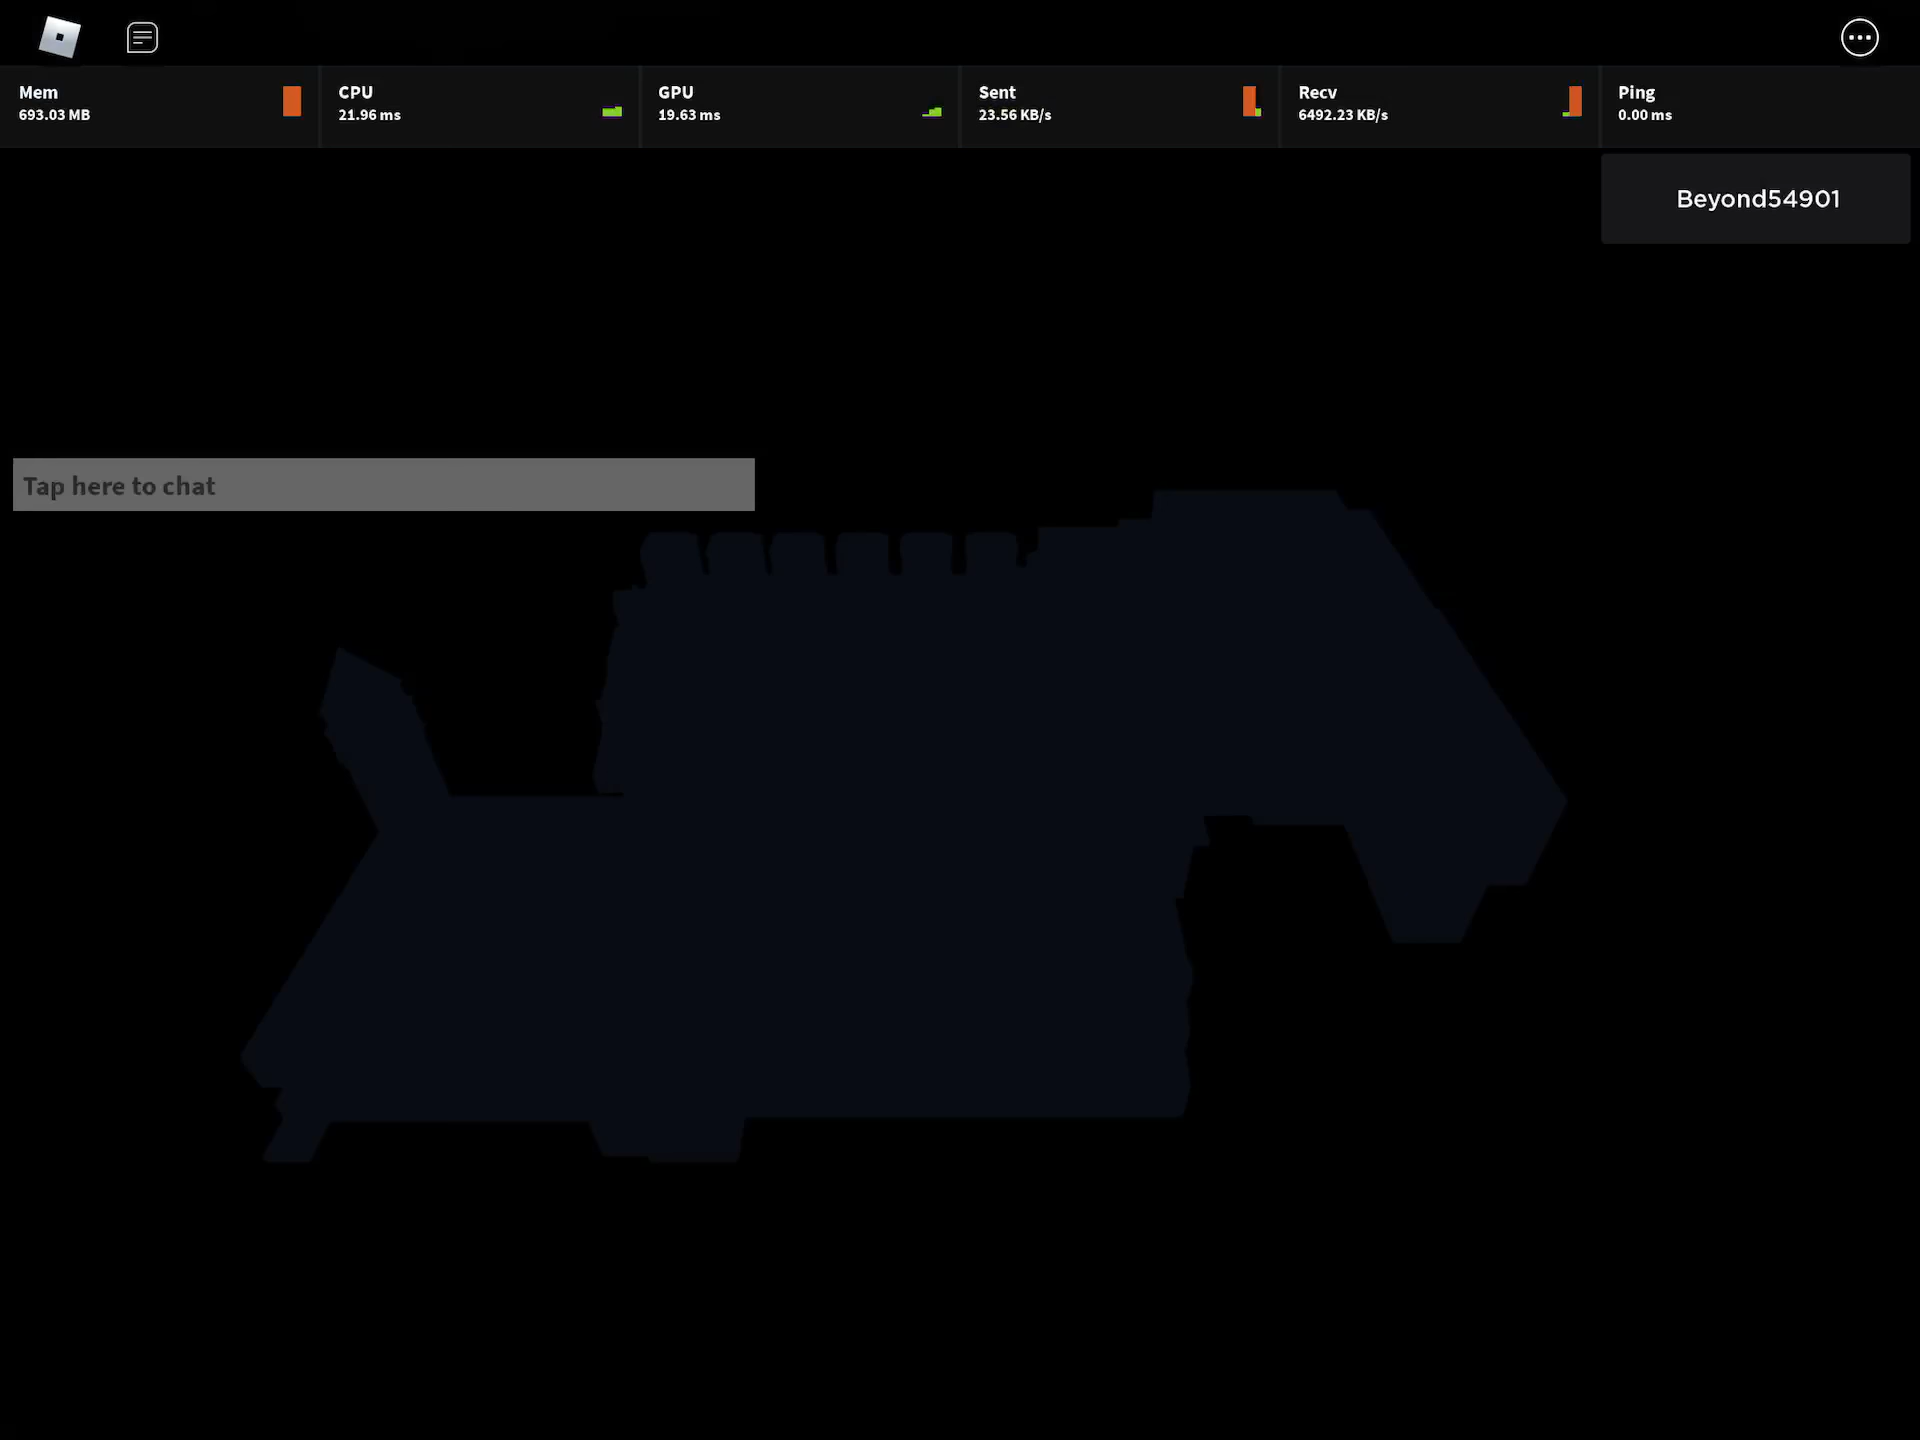 Mem CPU GPU Sent Recv Ping
693.03 MB 21.96 ms 19.63 ms 23.56 KB/s 6492.23 KB/s 0.00 ms
Beyond54901
Tap here to chat